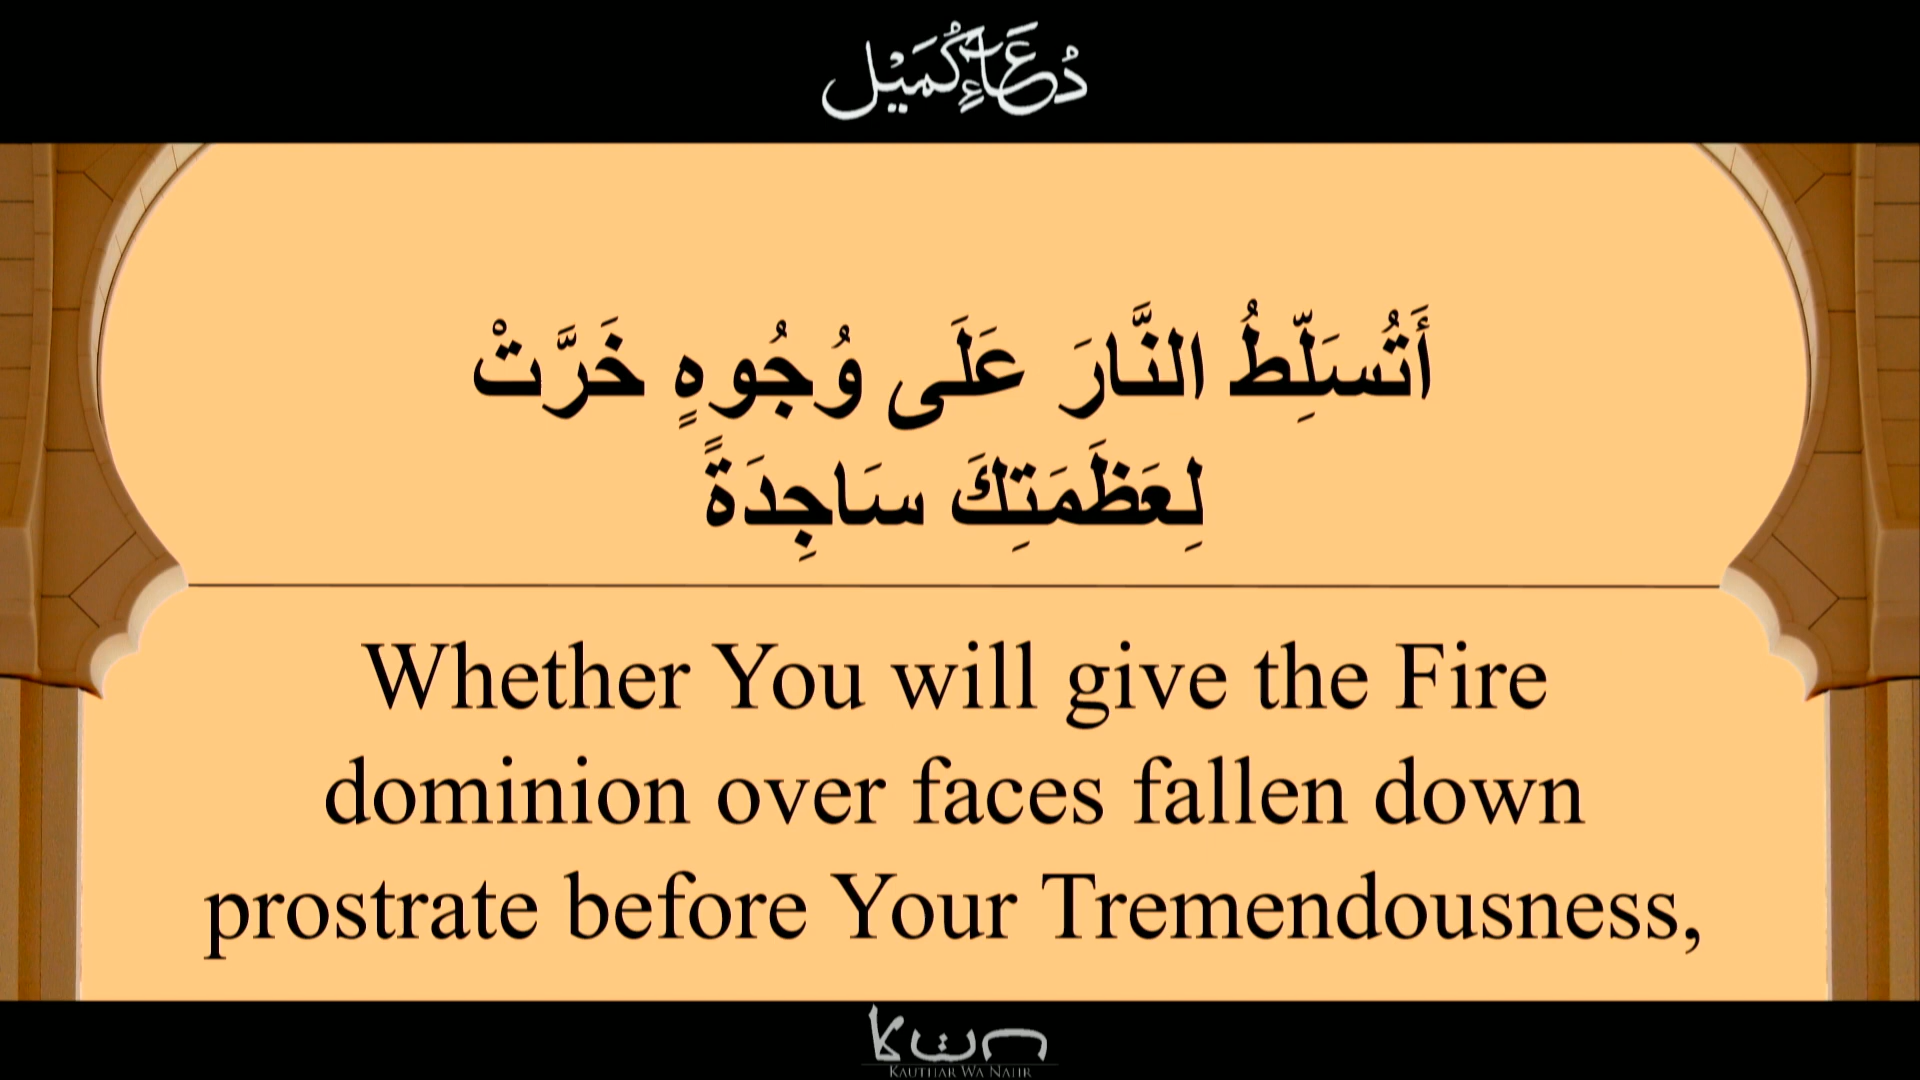 دُعَاءِ كُمَيْل
أَتُسَلِّطُ النَّارَ عَلَى وُجُوهٍ خَرَّتْ
لِعَظَمَتِكَ سَاجِدَةً
Whether You will give the Fire
dominion over faces fallen down
prostrate before Your Tremendousness,
KWN
KAUTHAR WA NAHR